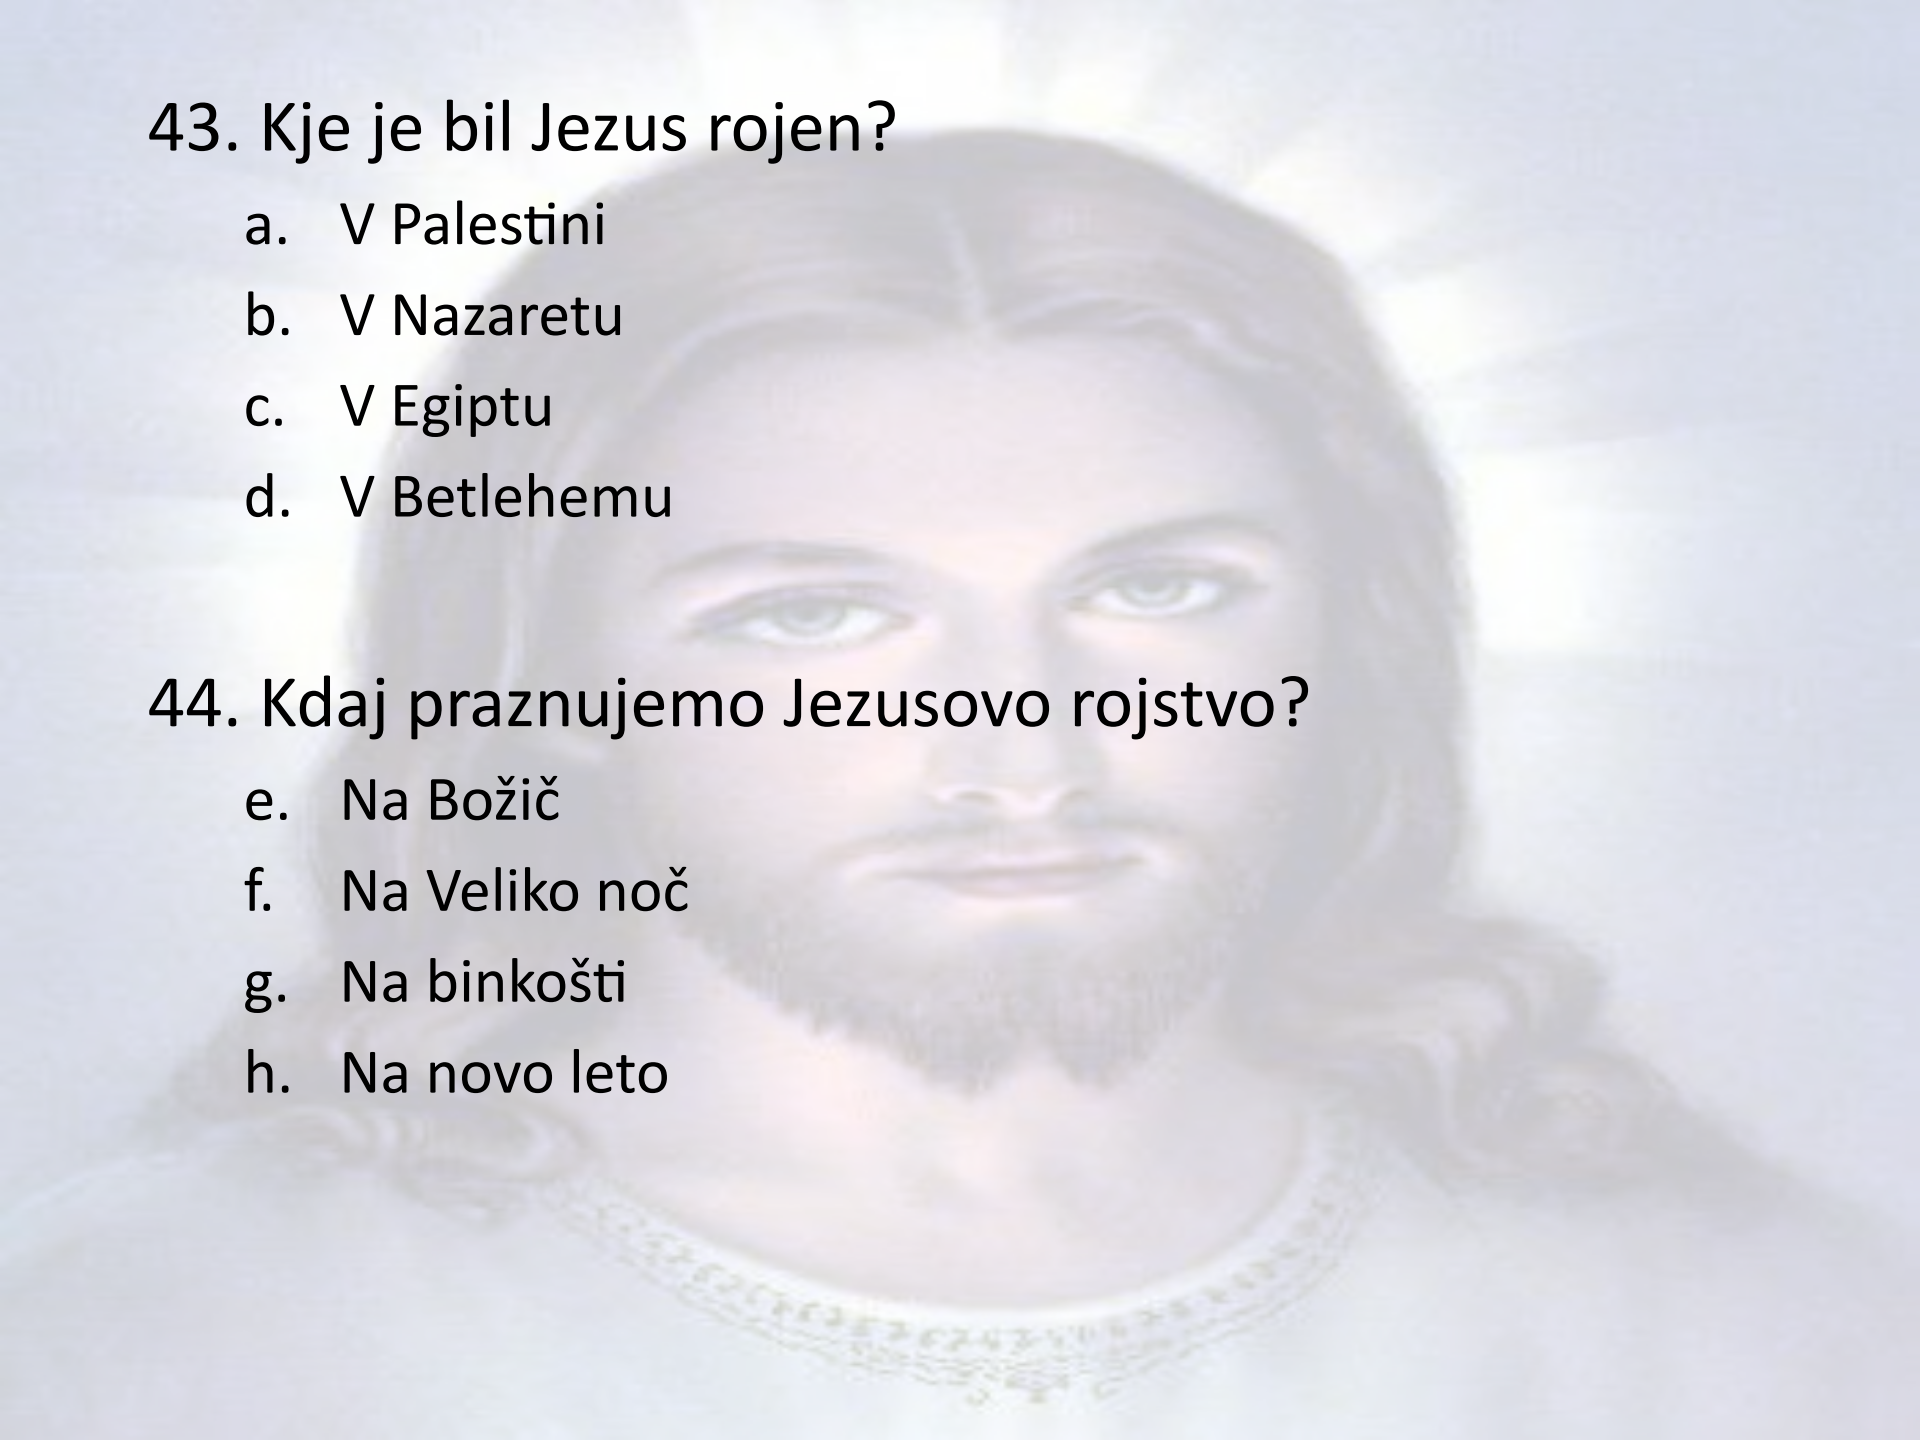 43. Kje je bil Jezus rojen?
a. V Palestini
b. V Nazaretu
c. V Egiptu
d. V Betlehemu
44. Kdaj praznujemo Jezusovo rojstvo?
e. Na Božič
f. Na Veliko noč
g. Na binkošti
h. Na novo leto